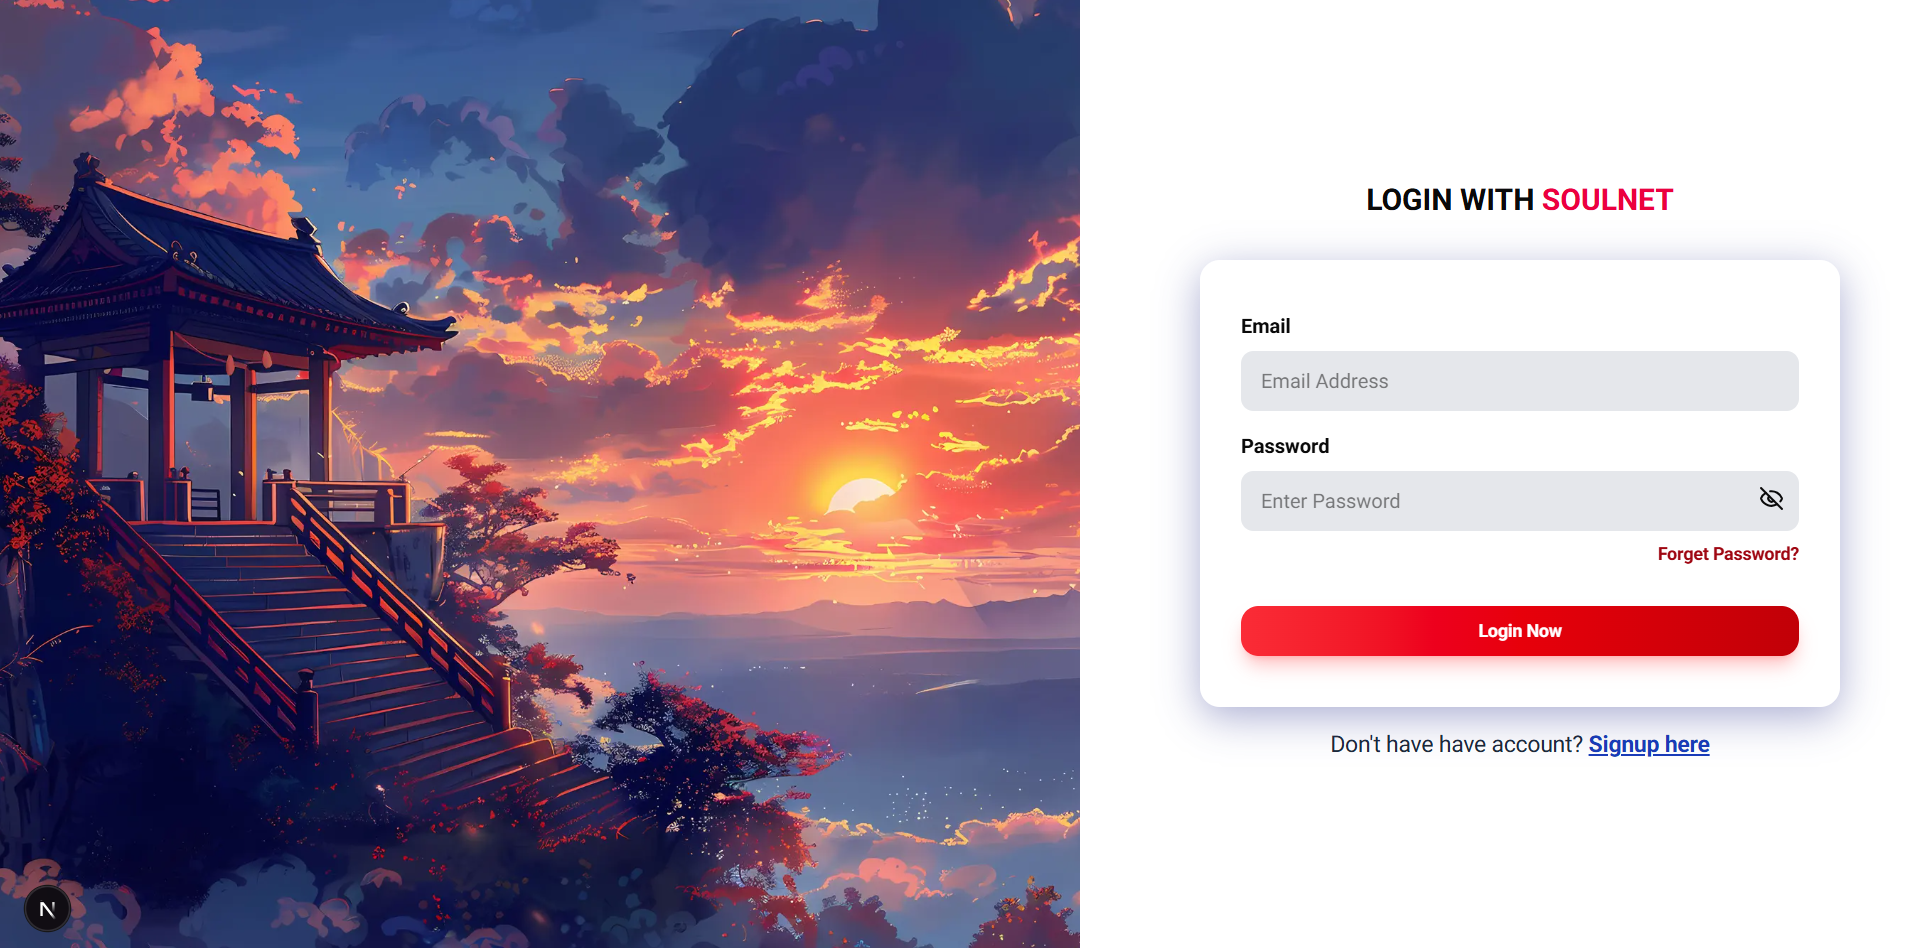 LOGIN WITH SOULNET
Email
Email Address
Password
Enter Password
Forget Password?
Login Now
Don't have have account? Signup here
N